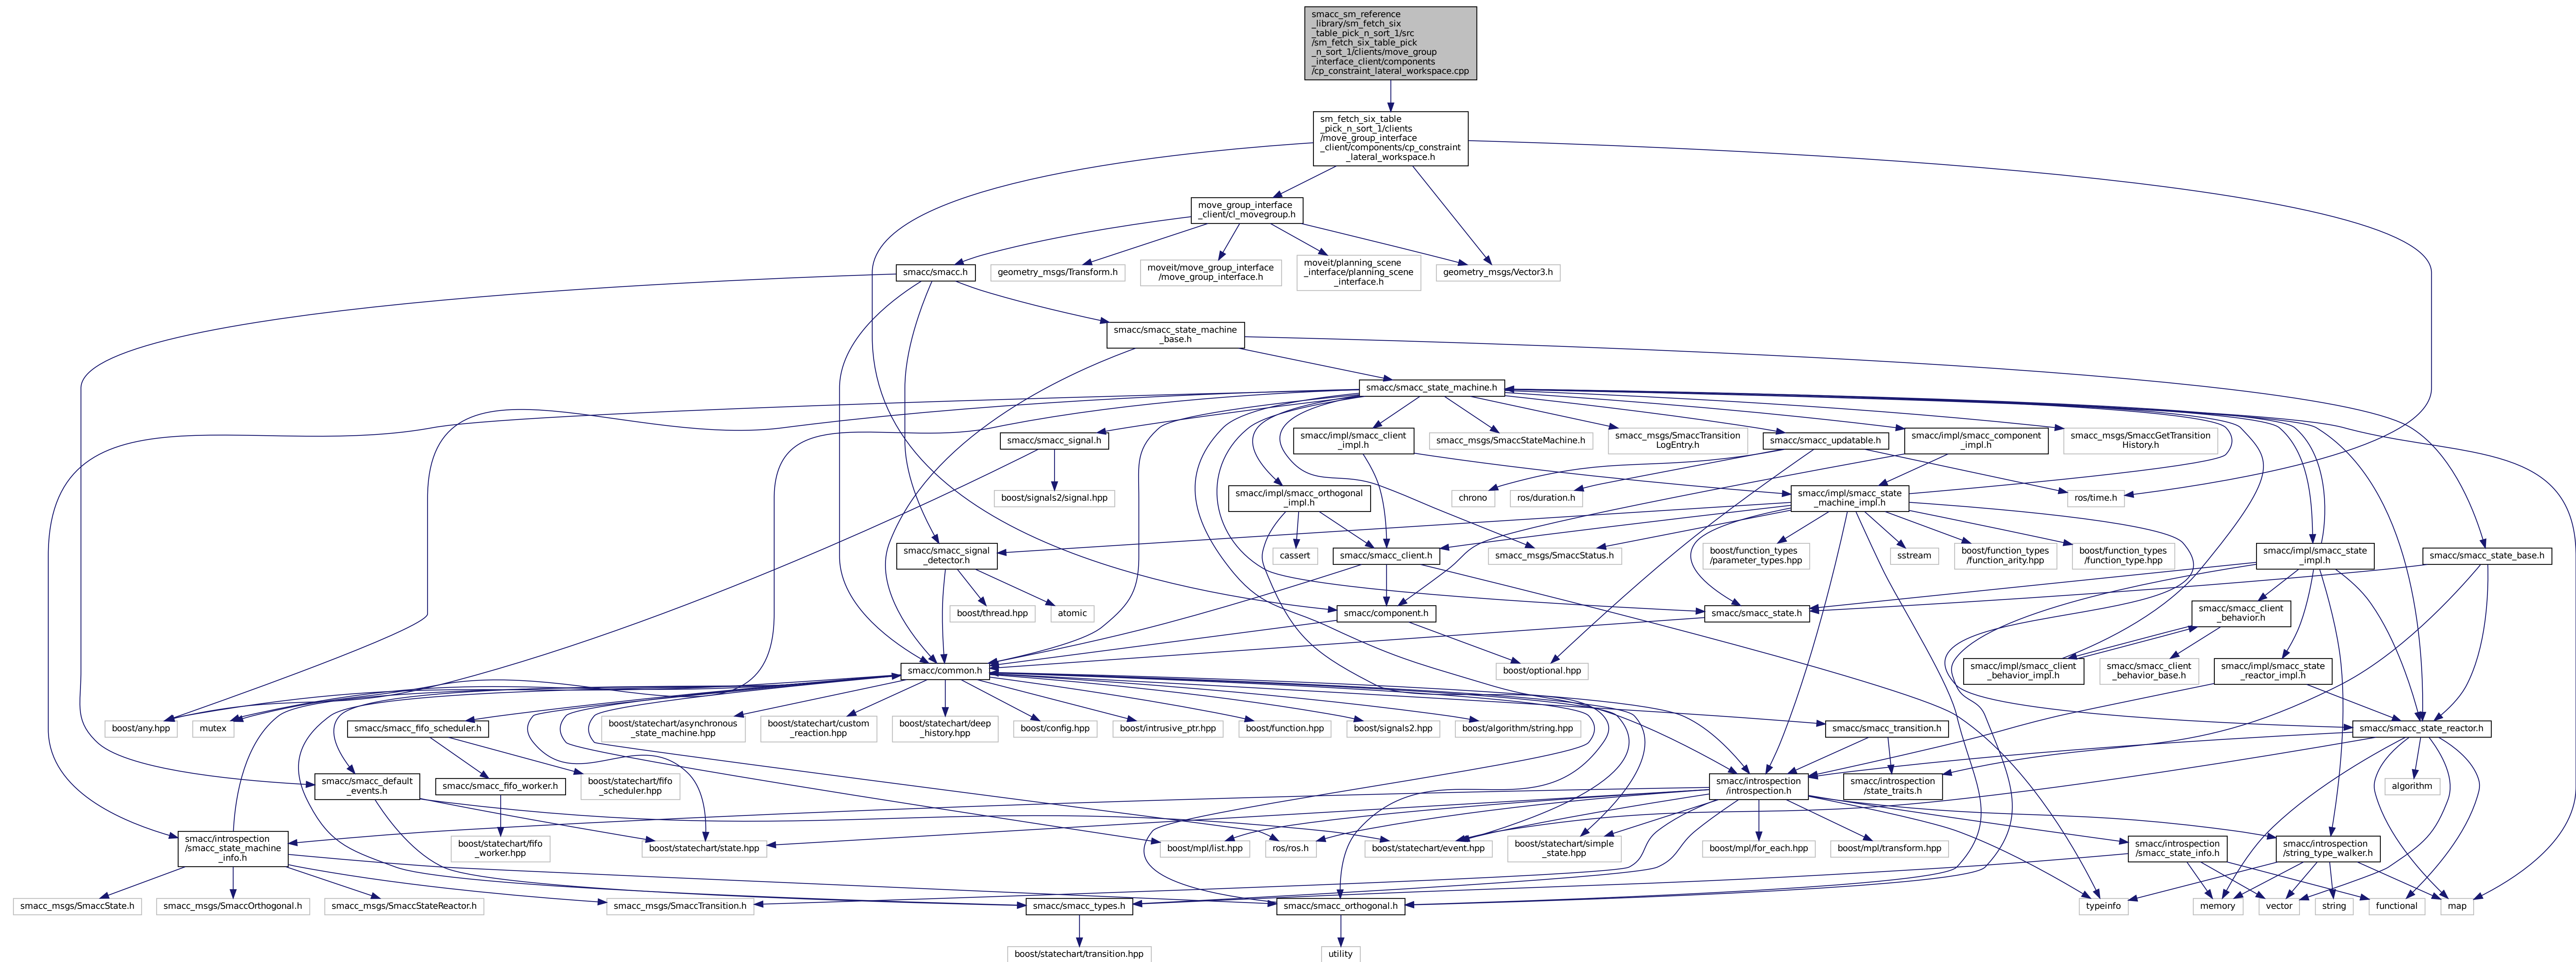 smacc_sm_reference
_library/sm_fetch_six
_table_pick_n_sort_1/src
/sm_fetch_six_table_pick
_n_sort_1/clients/move_group
_interface_client/components
/cp_constraint_lateral_workspace.cpp
sm_fetch_six_table
_pick_n_sort_1/clients
/move_group_interface
_client/components/cp_constraint
_lateral_workspace.h
move_group_interface
_client/cl_movegroup.h
smacc/smacc.h
geometry_msgs/Transform.h
moveit/move_group_interface
/move_group_interface.h
moveit/planning_scene
_interface/planning_scene
_interface.h
geometry_msgs/Vector3.h
smacc/smacc_state_machine
_base.h
smacc/smacc_state_machine.h
smacc/smacc_signal.h
smacc/impl/smacc_client
_impl.h
smacc_msgs/SmaccStateMachine.h
smacc_msgs/SmaccTransition
LogEntry.h
smacc/smacc_updatable.h
smacc/impl/smacc_component
_impl.h
smacc_msgs/SmaccGetTransition
History.h
boost/signals2/signal.hpp
smacc/impl/smacc_orthogonal
_impl.h
chrono
ros/duration.h
smacc/impl/smacc_state
_machine_impl.h
ros/time.h
smacc/smacc_signal
_detector.h
cassert
smacc/smacc_client.h
smacc_msgs/SmaccStatus.h
boost/function_types
/parameter_types.hpp
sstream
boost/function_types
/function_arity.hpp
boost/function_types
/function_type.hpp
smacc/impl/smacc_state
_impl.h
smacc/smacc_state_base.h
boost/thread.hpp
atomic
smacc/component.h
smacc/smacc_state.h
smacc/smacc_client
_behavior.h
smacc/common.h
boost/optional.hpp
smacc/impl/smacc_client
_behavior_impl.h
smacc/smacc_client
_behavior_base.h
smacc/impl/smacc_state
_reactor_impl.h
boost/any.hpp
mutex
smacc/smacc_fifo_scheduler.h
boost/statechart/asynchronous
_state_machine.hpp
boost/statechart/custom
_reaction.hpp
boost/statechart/deep
_history.hpp
boost/config.hpp
boost/intrusive_ptr.hpp
boost/function.hpp
boost/signals2.hpp
boost/algorithm/string.hpp
smacc/smacc_transition.h
smacc/smacc_state_reactor.h
smacc/smacc_default
_events.h
smacc/smacc_fifo_worker.h
boost/statechart/fifo
_scheduler.hpp
smacc/introspection
/introspection.h
smacc/introspection
/state_traits.h
algorithm
smacc/introspection
/smacc_state_machine
_info.h
boost/statechart/fifo
_worker.hpp
boost/statechart/state.hpp
boost/mpl/list.hpp
ros/ros.h
boost/statechart/event.hpp
boost/statechart/simple
_state.hpp
boost/mpl/for_each.hpp
boost/mpl/transform.hpp
smacc/introspection
/smacc_state_info.h
smacc/introspection
/string_type_walker.h
smacc_msgs/SmaccState.h
smacc_msgs/SmaccOrthogonal.h
smacc_msgs/SmaccStateReactor.h
smacc_msgs/SmaccTransition.h
smacc/smacc_types.h
smacc/smacc_orthogonal.h
typeinfo
memory
vector
string
functional
map
boost/statechart/transition.hpp
utility